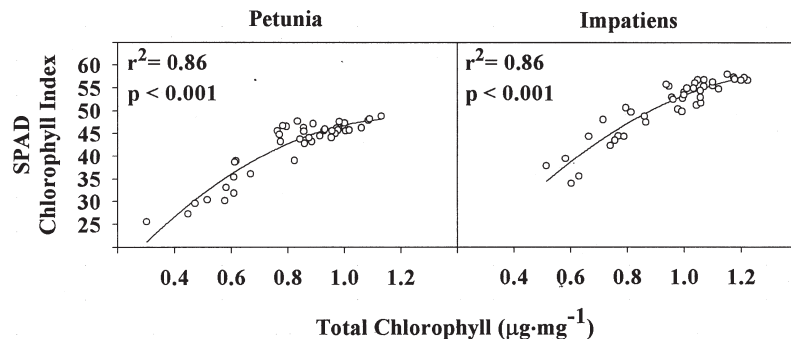 Petunia
Impatiens
r² = 0.86
p < 0.001
r² = 0.86
p < 0.001
SPAD
Chlorophyll Index
60
55
50
45
40
35
30
25
0.4 0.6 0.8 1.0 1.2
0.4 0.6 0.8 1.0 1.2
Total Chlorophyll (µg·mg⁻¹)